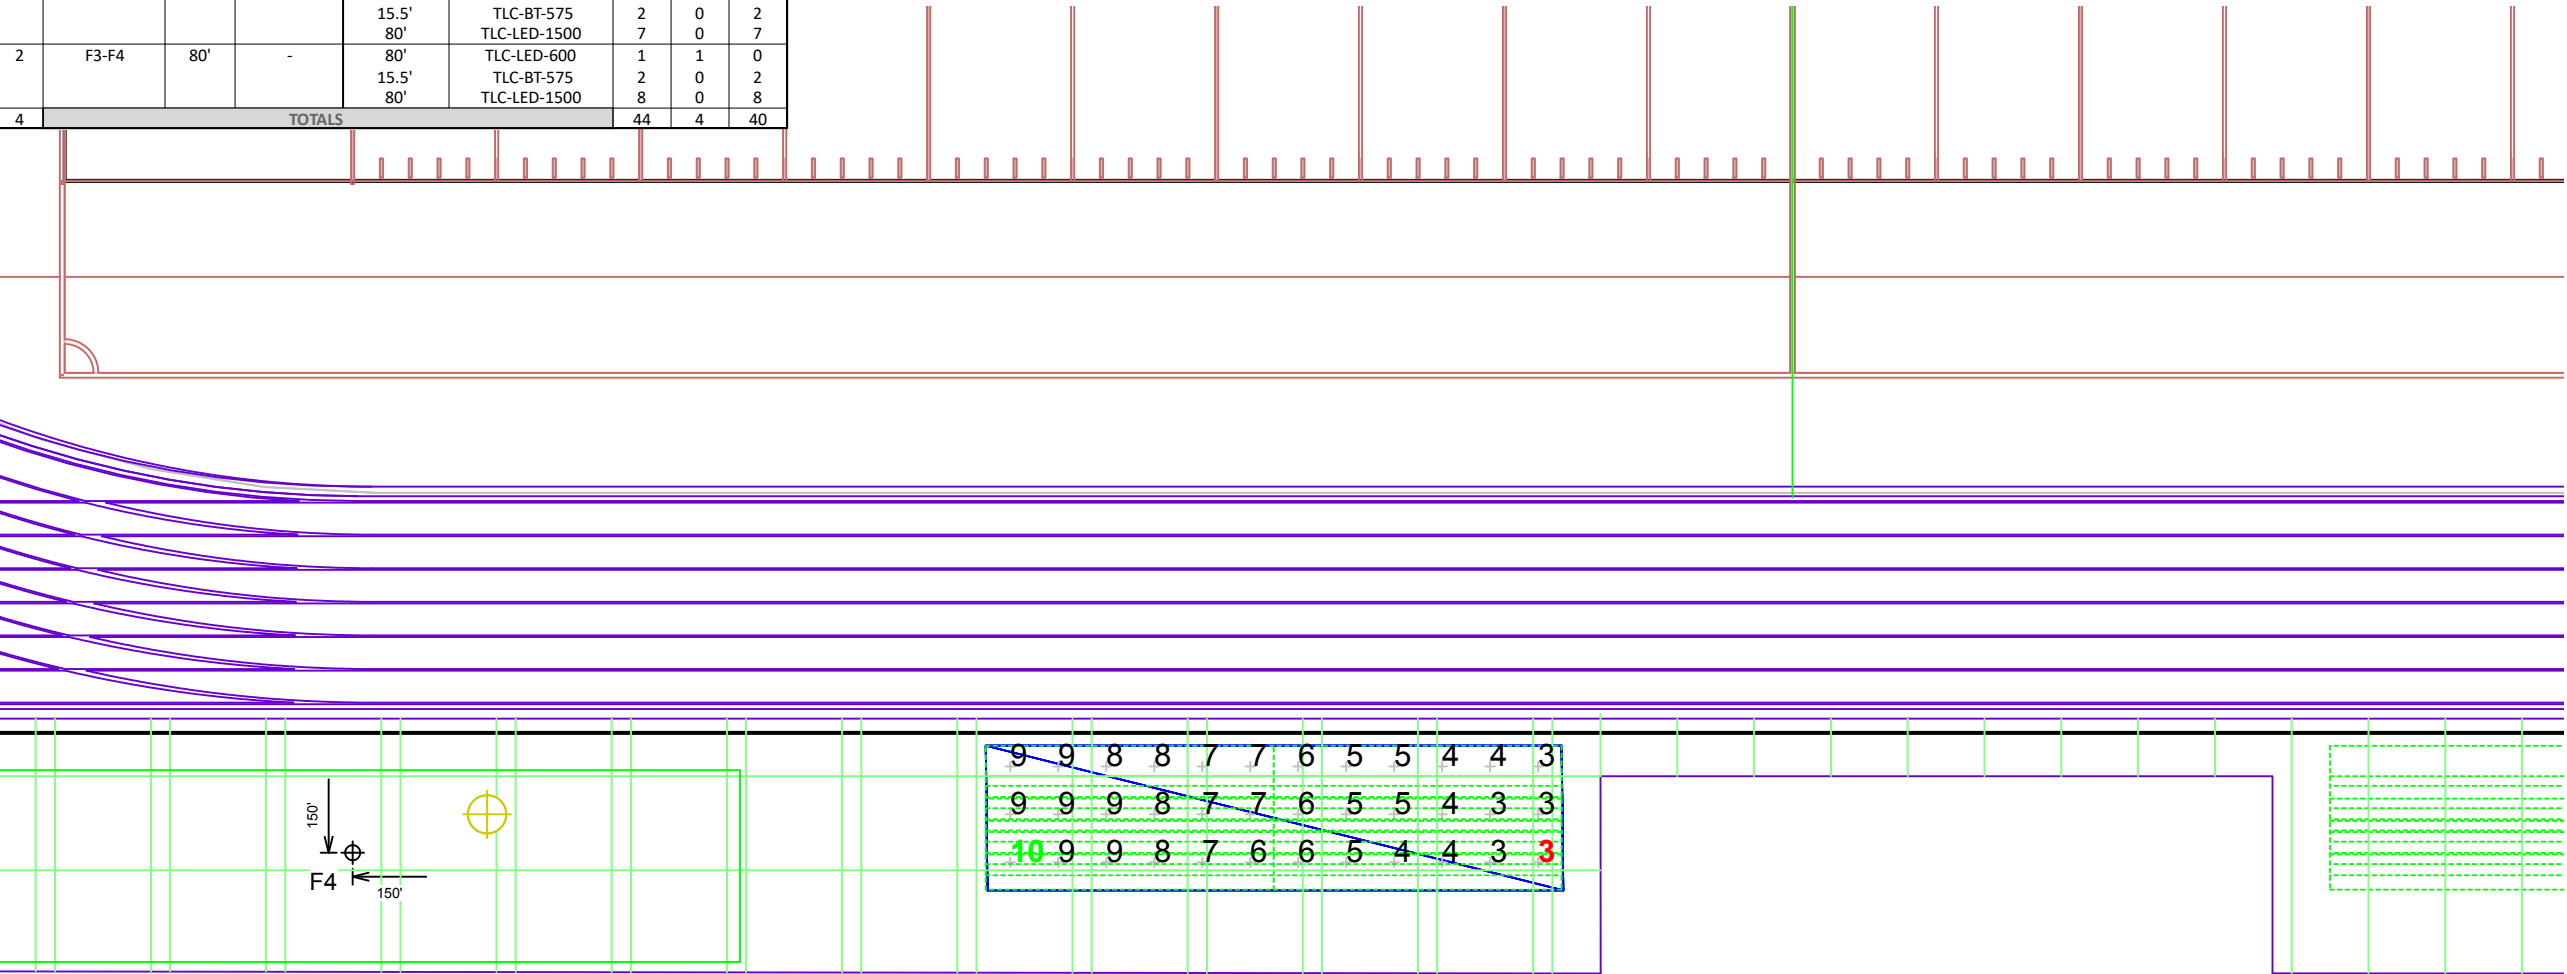 15.5' TLC-BT-575 2 0 2
80' TLC-LED-1500 7 0 7
2 F3-F4 80' - 80' TLC-LED-600 1 1 0
15.5' TLC-BT-575 2 0 2
80' TLC-LED-1500 8 0 8
4 TOTALS 44 4 40
9 9 8 8 7 7 6 5 5 4 4 3
9 9 9 8 7 7 6 5 5 4 3 3
10 9 9 8 7 6 6 5 4 4 3 3
150'
F4
150'